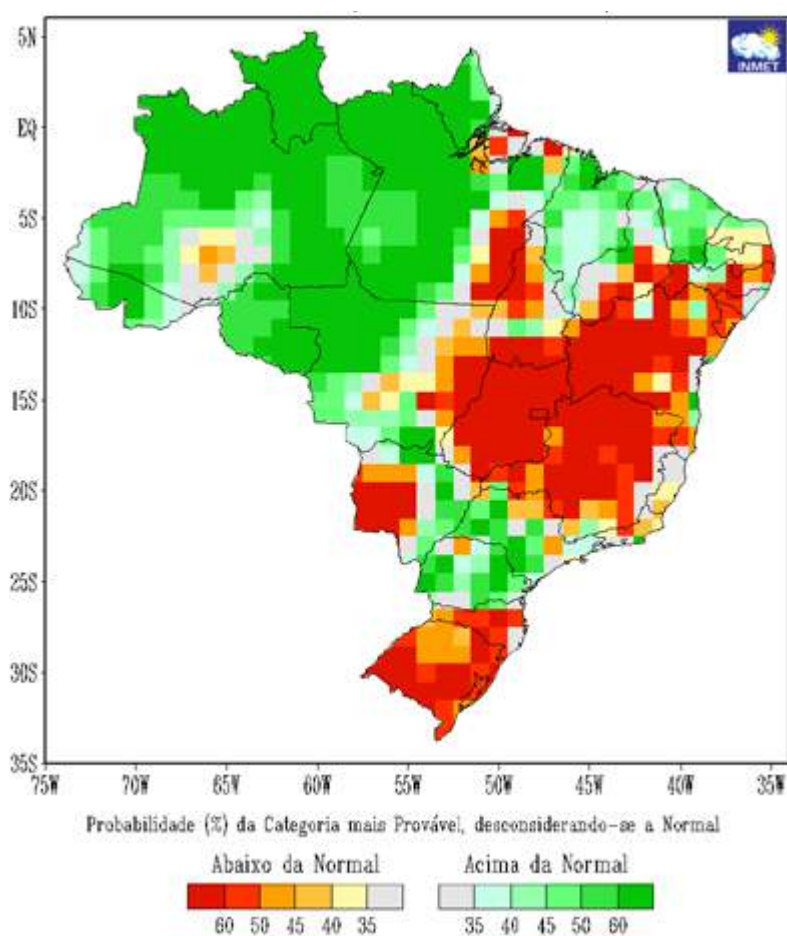 INMET
5N
EQ
5S
10S
15S
20S
25S
30S
35S
75W 70W 65W 60W 55W 50W 45W 40W 35W
Probabilidade (%) da Categoria mais Provável, desconsiderando-se a Normal
Abaixo da Normal Acima da Normal
60 50 45 40 35 35 40 45 50 60